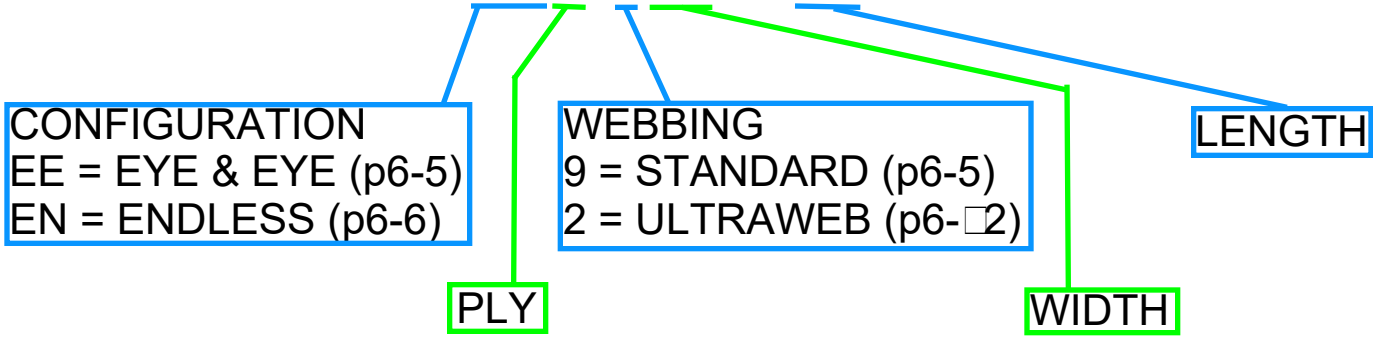 CONFIGURATION
EE = EYE & EYE (p6-5)
EN = ENDLESS (p6-6)
WEBBING
9 = STANDARD (p6-5)
2 = ULTRAWEB (p6-□2)
LENGTH
PLY
WIDTH